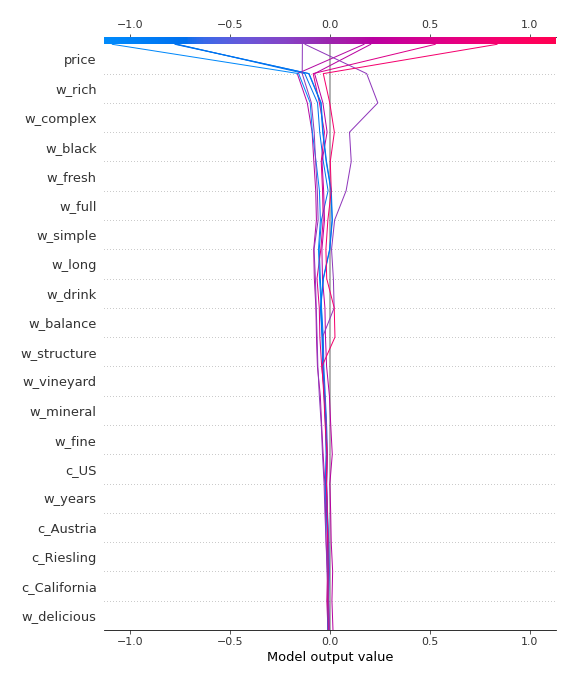 −1.0 −0.5 0.0 0.5 1.0
price
w_rich
w_complex
w_black
w_fresh
w_full
w_simple
w_long
w_drink
w_balance
w_structure
w_vineyard
w_mineral
w_fine
c_US
w_years
c_Austria
c_Riesling
c_California
w_delicious
−1.0 −0.5 0.0 0.5 1.0
Model output value